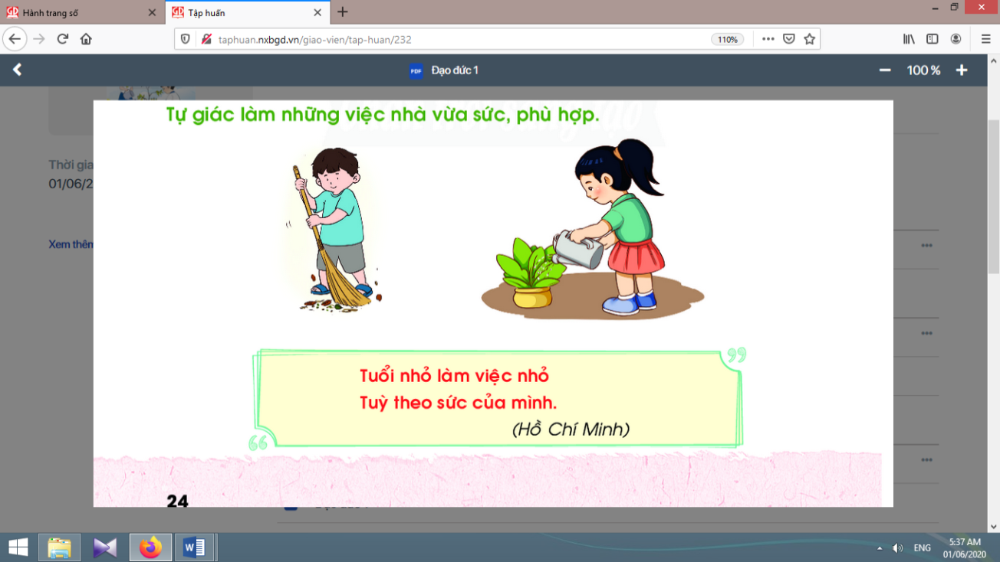 Hành trang số
Tập huấn
taphuan.nxbgd.vn/giao-vien/tap-huan/232
110%
PDF
Đạo đức 1
100 %
Tự giác làm những việc nhà vừa sức, phù hợp.
Thời gia
01/06/2
Xem thêm
Tuổi nhỏ làm việc nhỏ
Tuỳ theo sức của mình.
(Hồ Chí Minh)
24
ENG
5:37 AM
01/06/2020